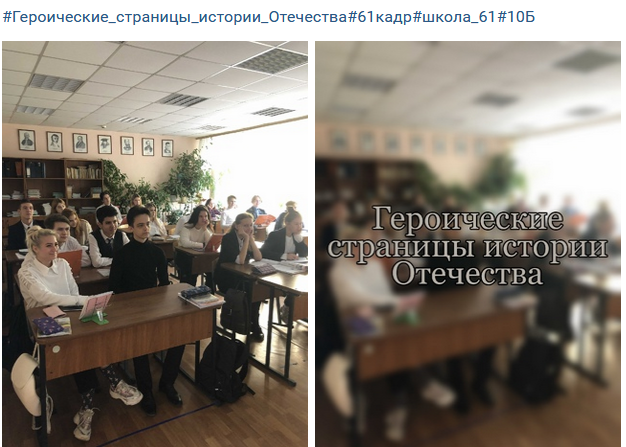 #Героические_страницы_истории_Отечества#61кадр#школа_61#10Б
Героические
страницы истории
Отечества